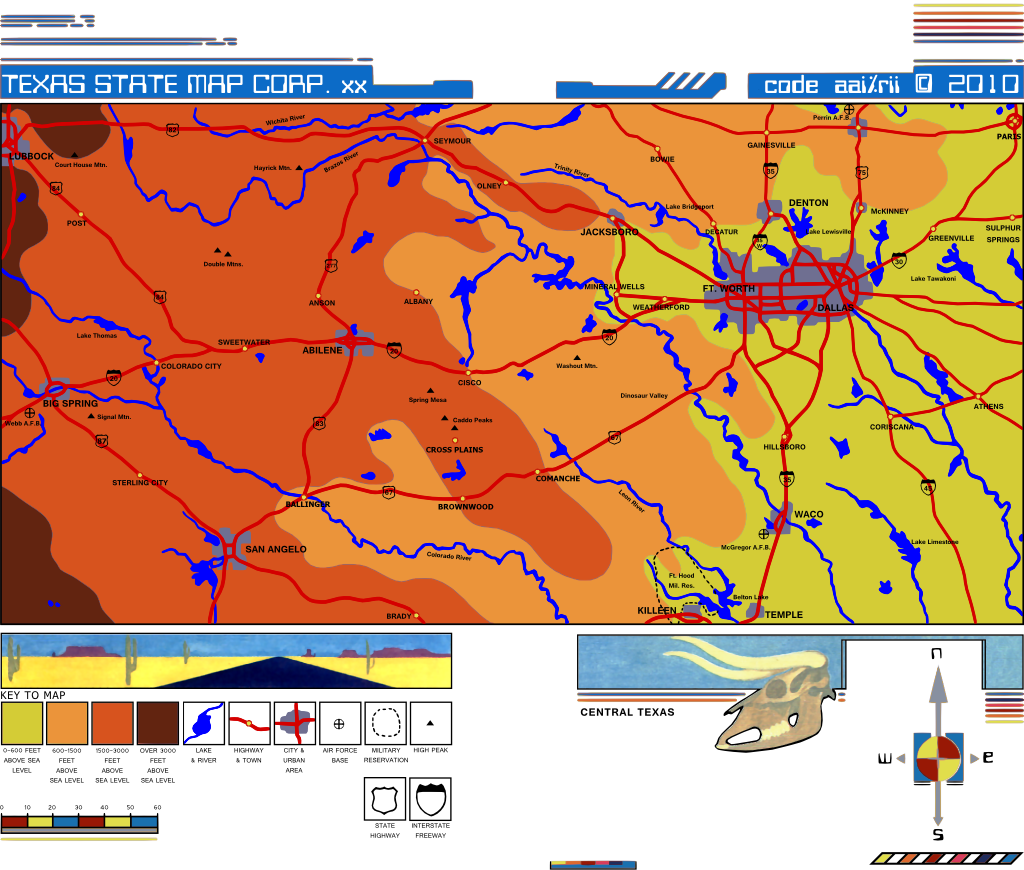 TEXAS STATE MAP CORP. xx
code aai%rii © 2010
Wichita River
82
SEYMOUR
LUBBOCK
Court House Mtn.
Hayrick Mtn.
Brazos River
OLNEY
Trinity River
BOWIE
GAINESVILLE
Perrin A.F.B.
PARIS
84
POST
35
75
Lake Bridgeport
DENTON
McKINNEY
JACKSBORO
DECATUR
35 W
Lake Lewisville
GREENVILLE
SULPHUR
SPRINGS
Double Mtns.
277
30
Lake Tawakoni
84
ANSON
ALBANY
MINERAL WELLS
WEATHERFORD
FT. WORTH
DALLAS
Lake Thomas
SWEETWATER
ABILENE
20
20
COLORADO CITY
Washout Mtn.
20
CISCO
BIG SPRING
Signal Mtn.
Webb A.F.B.
Spring Mesa
Caddo Peaks
Dinosaur Valley
ATHENS
CORISCANA
87
83
CROSS PLAINS
67
HILLSBORO
STERLING CITY
COMANCHE
35
45
BALLINGER
67
BROWNWOOD
Leon River
WACO
SAN ANGELO
Colorado River
McGregor A.F.B.
Lake Limestone
Ft. Hood
Mil. Res.
Belton Lake
BRADY
KILLEEN
TEMPLE
KEY TO MAP
0-600 FEET
ABOVE SEA
LEVEL
600-1500
FEET
ABOVE
SEA LEVEL
1500-3000
FEET
ABOVE
SEA LEVEL
OVER 3000
FEET
ABOVE
SEA LEVEL
LAKE
& RIVER
HIGHWAY
& TOWN
CITY &
URBAN
AREA
AIR FORCE
BASE
MILITARY
RESERVATION
HIGH PEAK
STATE
HIGHWAY
INTERSTATE
FREEWAY
0 10 20 30 40 50 60
CENTRAL TEXAS
n
w
e
s